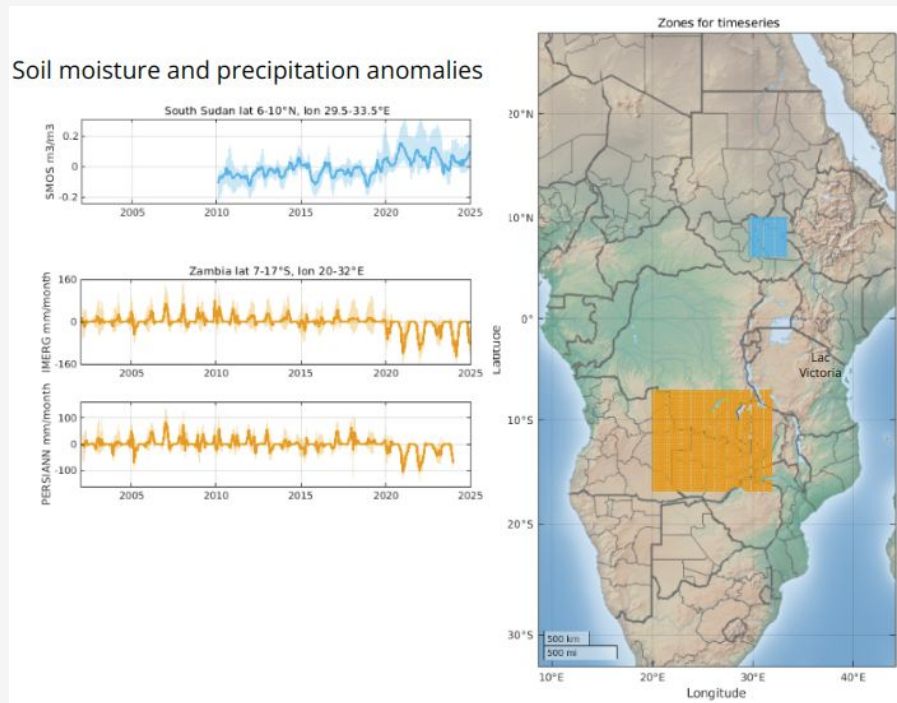 Soil moisture and precipitation anomalies
South Sudan lat 6-10°N, lon 29.5-33.5°E
SMOS m3/m3
0.2
0
-0.2
2005
2010
2015
2020
2025
Zambia lat 7-17°S, lon 20-32°E
IMERG mm/month
160
0
-160
2005
2010
2015
2020
2025
PERSIANN mm/month
100
0
-100
2005
2010
2015
2020
2025
Zones for timeseries
Latitude
20°N
10°N
0°
10°S
20°S
30°S
Lac
Victoria
500 km
500 mi
10°E
20°E
30°E
40°E
Longitude